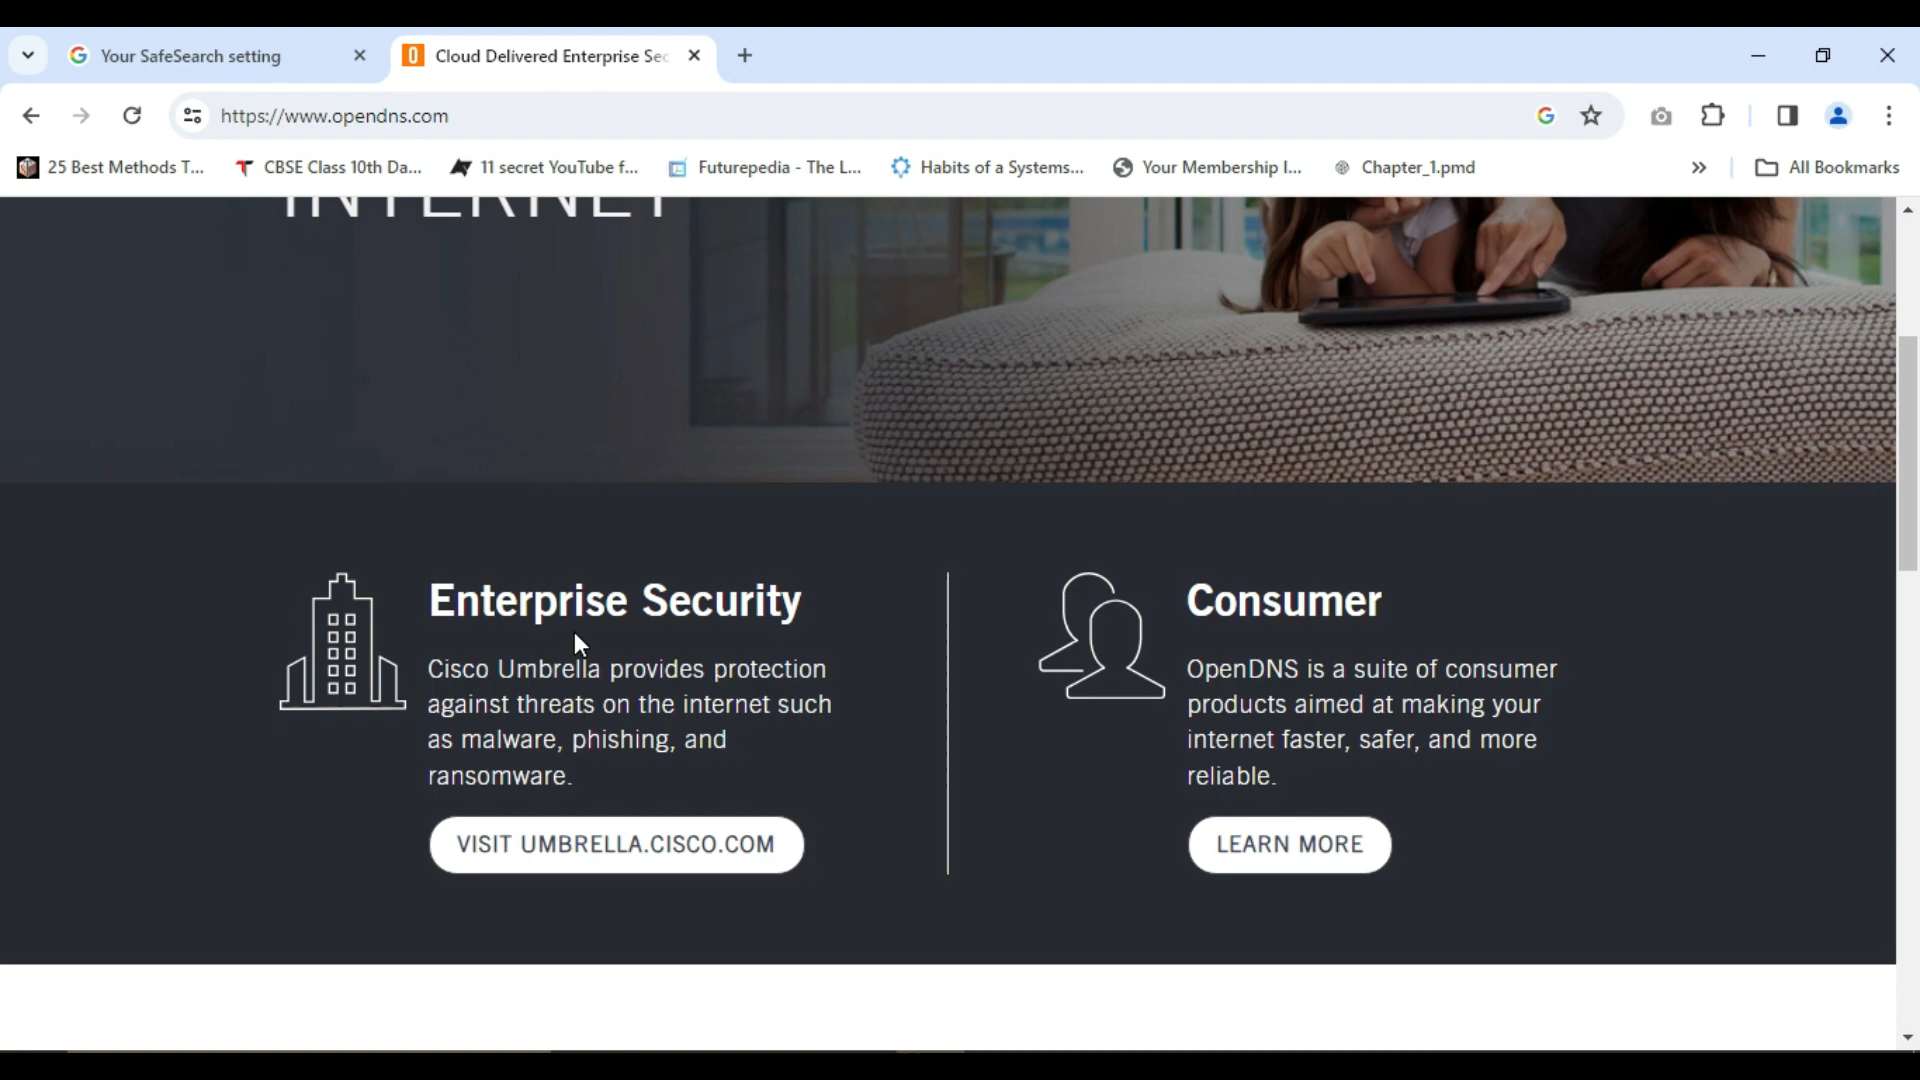 Your SafeSearch setting
Cloud Delivered Enterprise Sec
https://www.opendns.com
25 Best Methods T...
CBSE Class 10th Da...
11 secret YouTube f...
Futurepedia - The L...
Habits of a Systems...
Your Membership I...
Chapter_1.pmd
All Bookmarks
INTERNET
Enterprise Security
Cisco Umbrella provides protection
against threats on the internet such
as malware, phishing, and
ransomware.
VISIT UMBRELLA.CISCO.COM
Consumer
OpenDNS is a suite of consumer
products aimed at making your
internet faster, safer, and more
reliable.
LEARN MORE